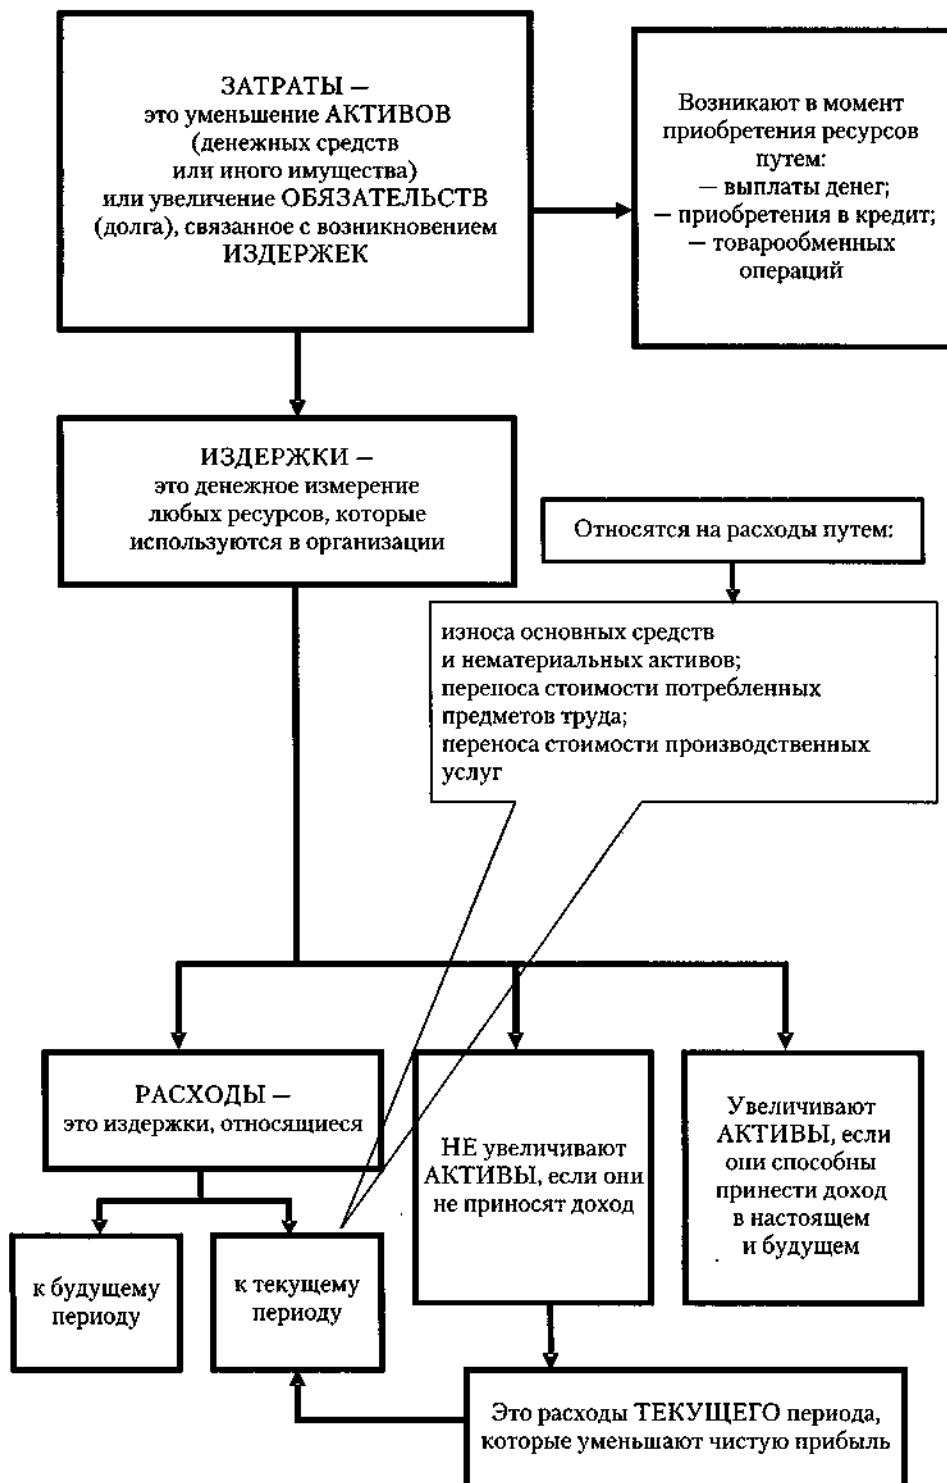 ЗАТРАТЫ —
это уменьшение АКТИВОВ
(денежных средств
или иного имущества)
или увеличение ОБЯЗАТЕЛЬСТВ
(долга), связанное с возникновением
ИЗДЕРЖЕК
Возникают в момент
приобретения ресурсов
путем:
— выплаты денег;
— приобретения в кредит;
— товарообменных
операций
ИЗДЕРЖКИ —
это денежное измерение
любых ресурсов, которые
используются в организации
Относятся на расходы путем:
износа основных средств
и нематериальных активов;
переноса стоимости потребленных
предметов труда;
переноса стоимости производственных
услуг
РАСХОДЫ —
это издержки, относящиеся
к будущему
периоду
к текущему
периоду
НЕ увеличивают
АКТИВЫ, если они
не приносят доход
Увеличивают
АКТИВЫ, если
они способны
принести доход
в настоящем
и будущем
Это расходы ТЕКУЩЕГО периода,
которые уменьшают чистую прибыль